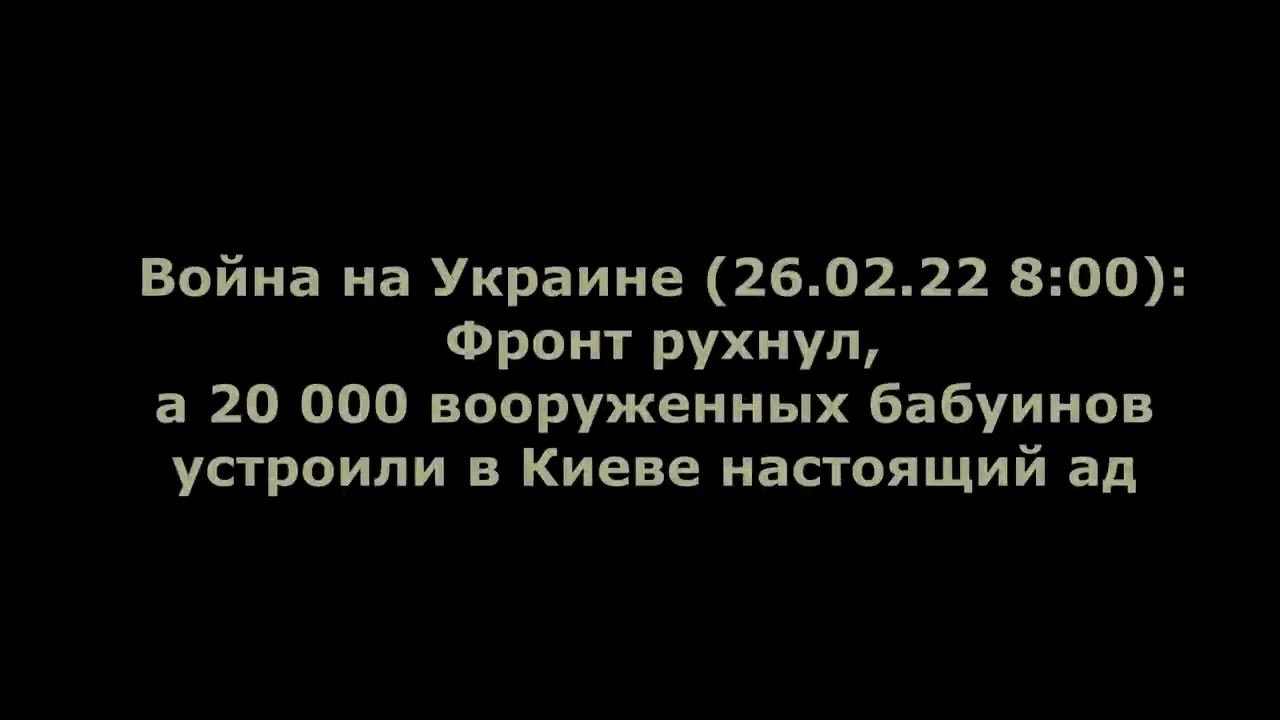 Война на Украине (26.02.22 8:00):
Фронт рухнул,
а 20 000 вооруженных бабуинов
устроили в Киеве настоящий ад